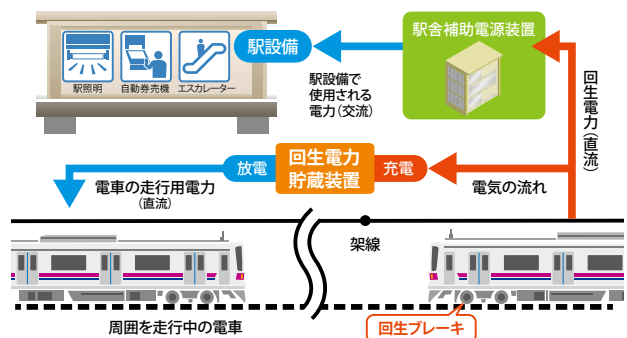 駅舎補助電源装置
駅設備
駅照明
自動券売機
エスカレーター
駅設備で
使用される
電力(交流)
回生電力(直流)
放電
回生電力
貯蔵装置
充電
電車の走行用電力
(直流)
電気の流れ
架線
周囲を走行中の電車
回生ブレーキ